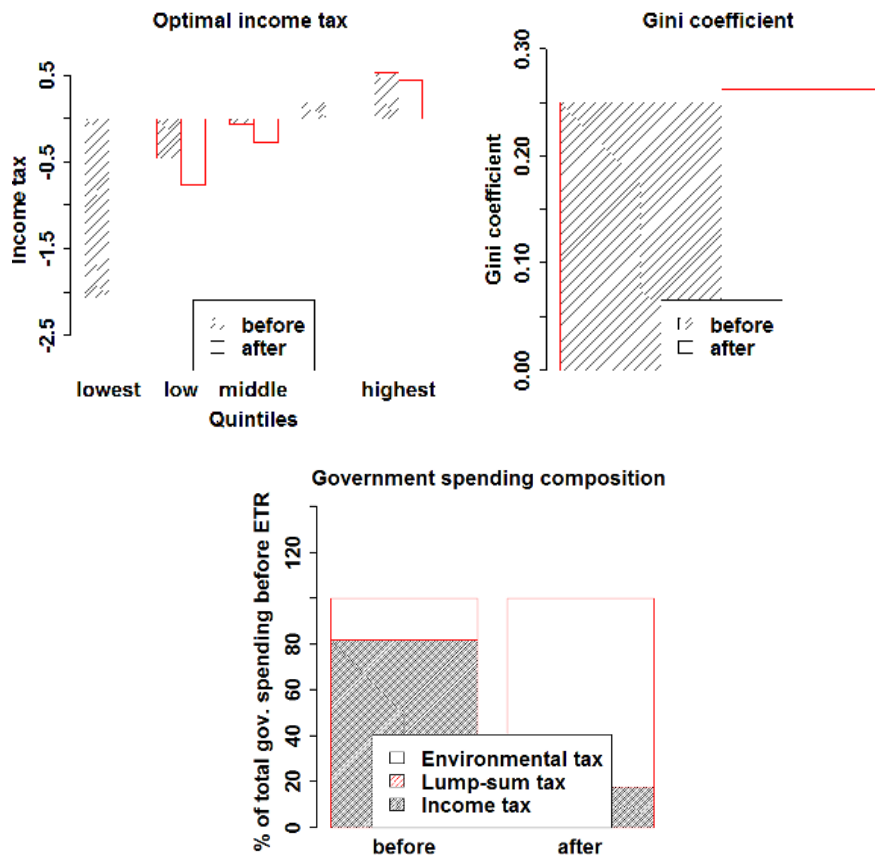 Optimal income tax
Income tax
0.5
-0.5
-1.5
-2.5
before
after
lowest low middle highest
Quintiles
Gini coefficient
Gini coefficient
0.30
0.20
0.10
0.00
before
after
Government spending composition
% of total gov. spending before ETR
120
80
60
40
20
0
Environmental tax
Lump-sum tax
Income tax
before after